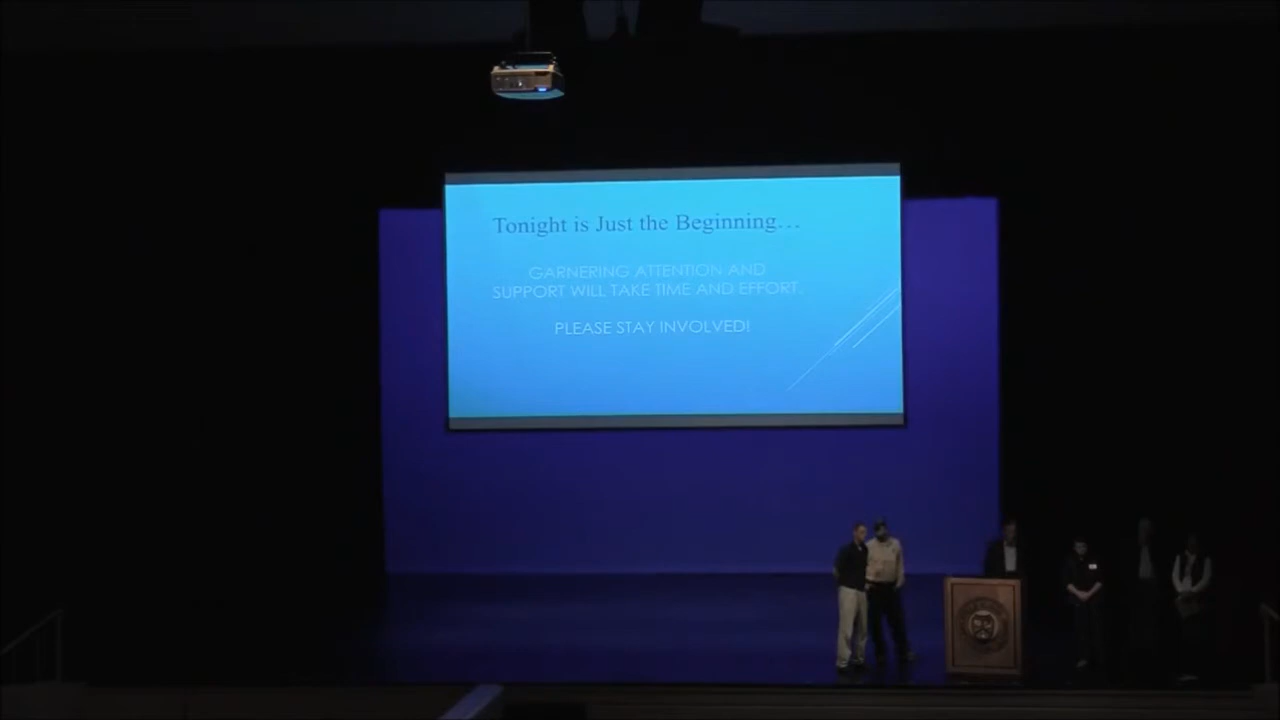 Tonight is Just the Beginning...
GARNERING ATTENTION AND
SUPPORT WILL TAKE TIME AND EFFORT.
PLEASE STAY INVOLVED!